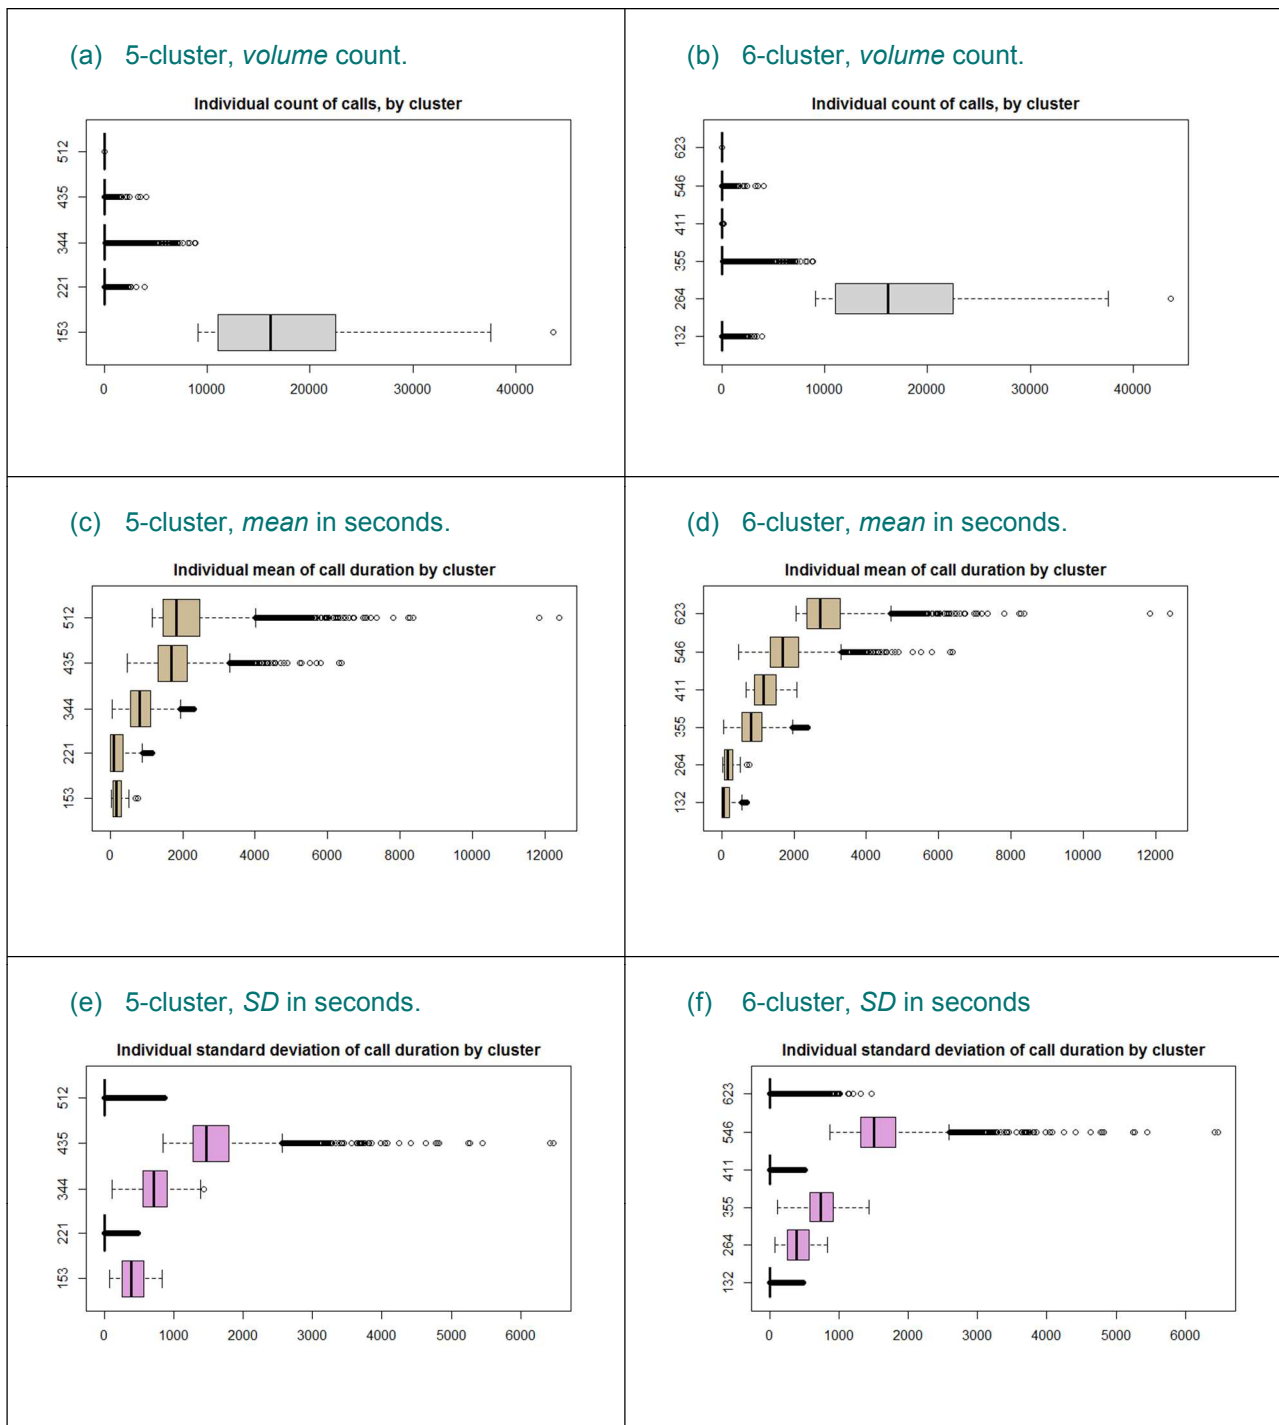 (a) 5-cluster, volume count.
Individual count of calls, by cluster
512
435
344
221
153
0 10000 20000 30000 40000
(b) 6-cluster, volume count.
Individual count of calls, by cluster
623
546
411
355
264
132
0 10000 20000 30000 40000
(c) 5-cluster, mean in seconds.
Individual mean of call duration by cluster
512
435
344
221
153
0 2000 4000 6000 8000 10000 12000
(d) 6-cluster, mean in seconds.
Individual mean of call duration by cluster
623
546
411
355
264
132
0 2000 4000 6000 8000 10000 12000
(e) 5-cluster, SD in seconds.
Individual standard deviation of call duration by cluster
512
435
344
221
153
0 1000 2000 3000 4000 5000 6000
(f) 6-cluster, SD in seconds
Individual standard deviation of call duration by cluster
623
546
411
355
264
132
0 1000 2000 3000 4000 5000 6000